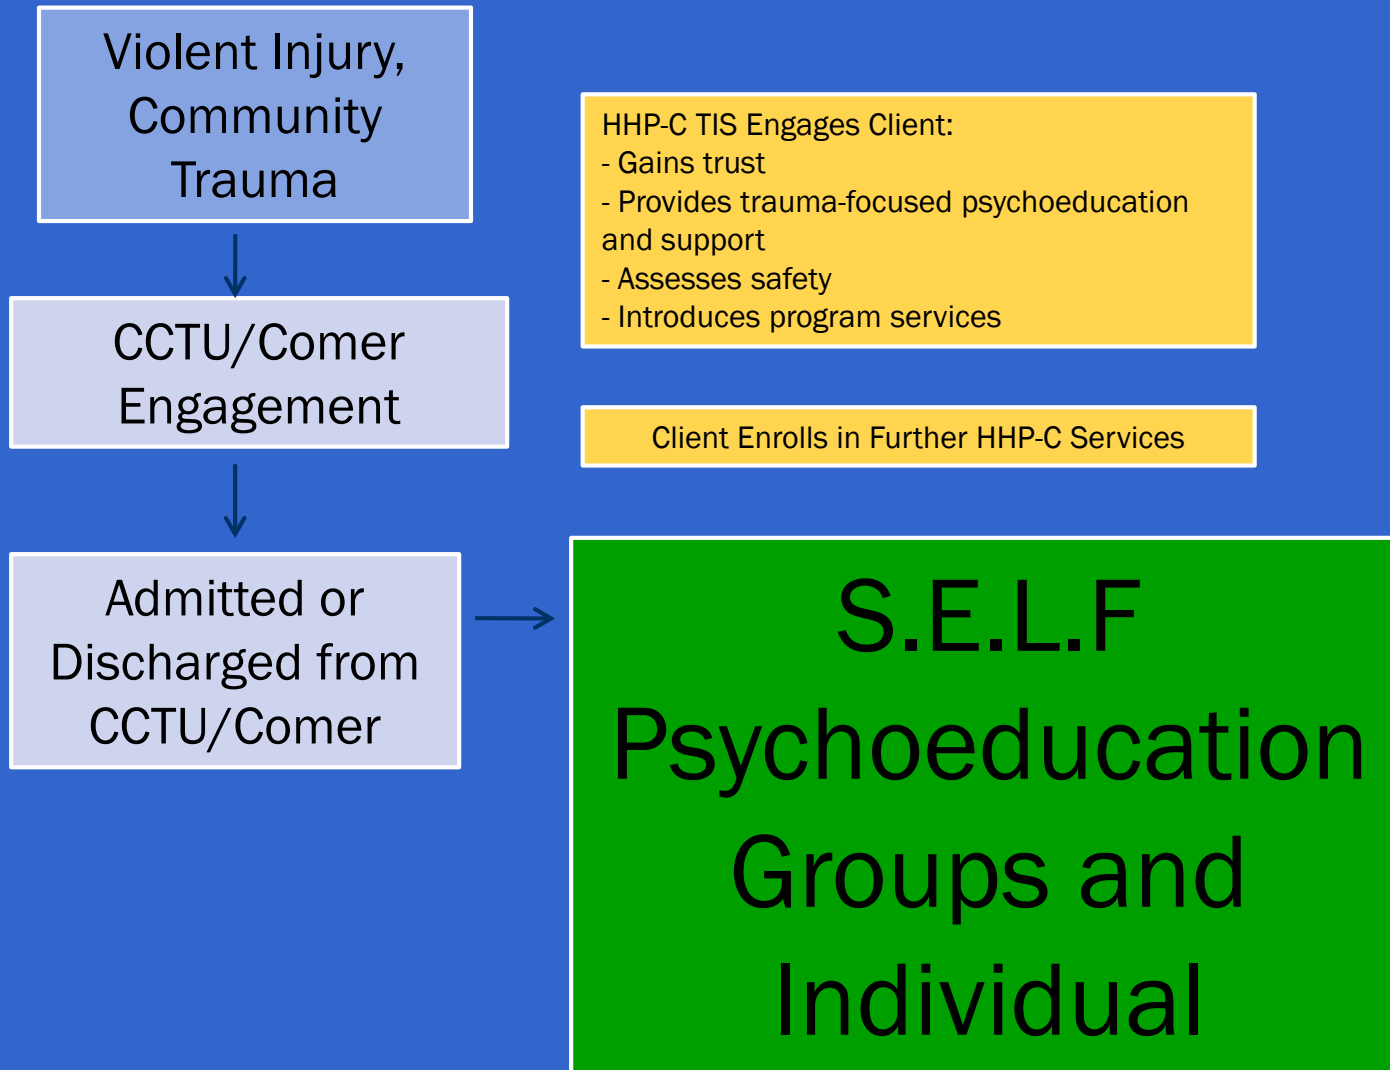 Violent Injury,
Community
Trauma
HHP-C TIS Engages Client:
- Gains trust
- Provides trauma-focused psychoeducation
and support
- Assesses safety
- Introduces program services
CCTU/Comer
Engagement
Client Enrolls in Further HHP-C Services
Admitted or
Discharged from
CCTU/Comer
S.E.L.F
Psychoeducation
Groups and
Individual